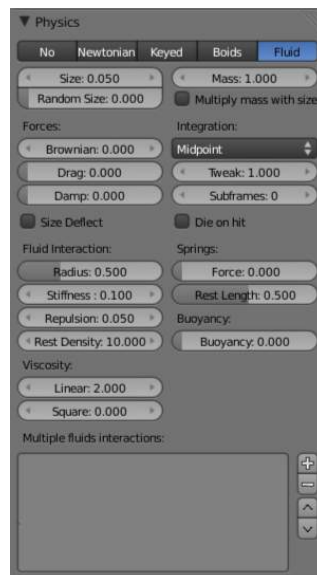 Physics
No Newtonian Keyed Boids Fluid
Size: 0.050 Mass: 1.000
Random Size: 0.000 Multiply mass with size
Forces: Integration:
Brownian: 0.000 Midpoint
Drag: 0.000 Tweak: 1.000
Damp: 0.000 Subframes: 0
Size Deflect Die on hit
Fluid Interaction: Springs:
Radius: 0.500 Force: 0.000
Stiffness : 0.100 Rest Length: 0.500
Repulsion: 0.050 Buoyancy:
Rest Density: 10.000 Buoyancy: 0.000
Viscosity:
Linear: 2.000
Square: 0.000
Multiple fluids interactions: